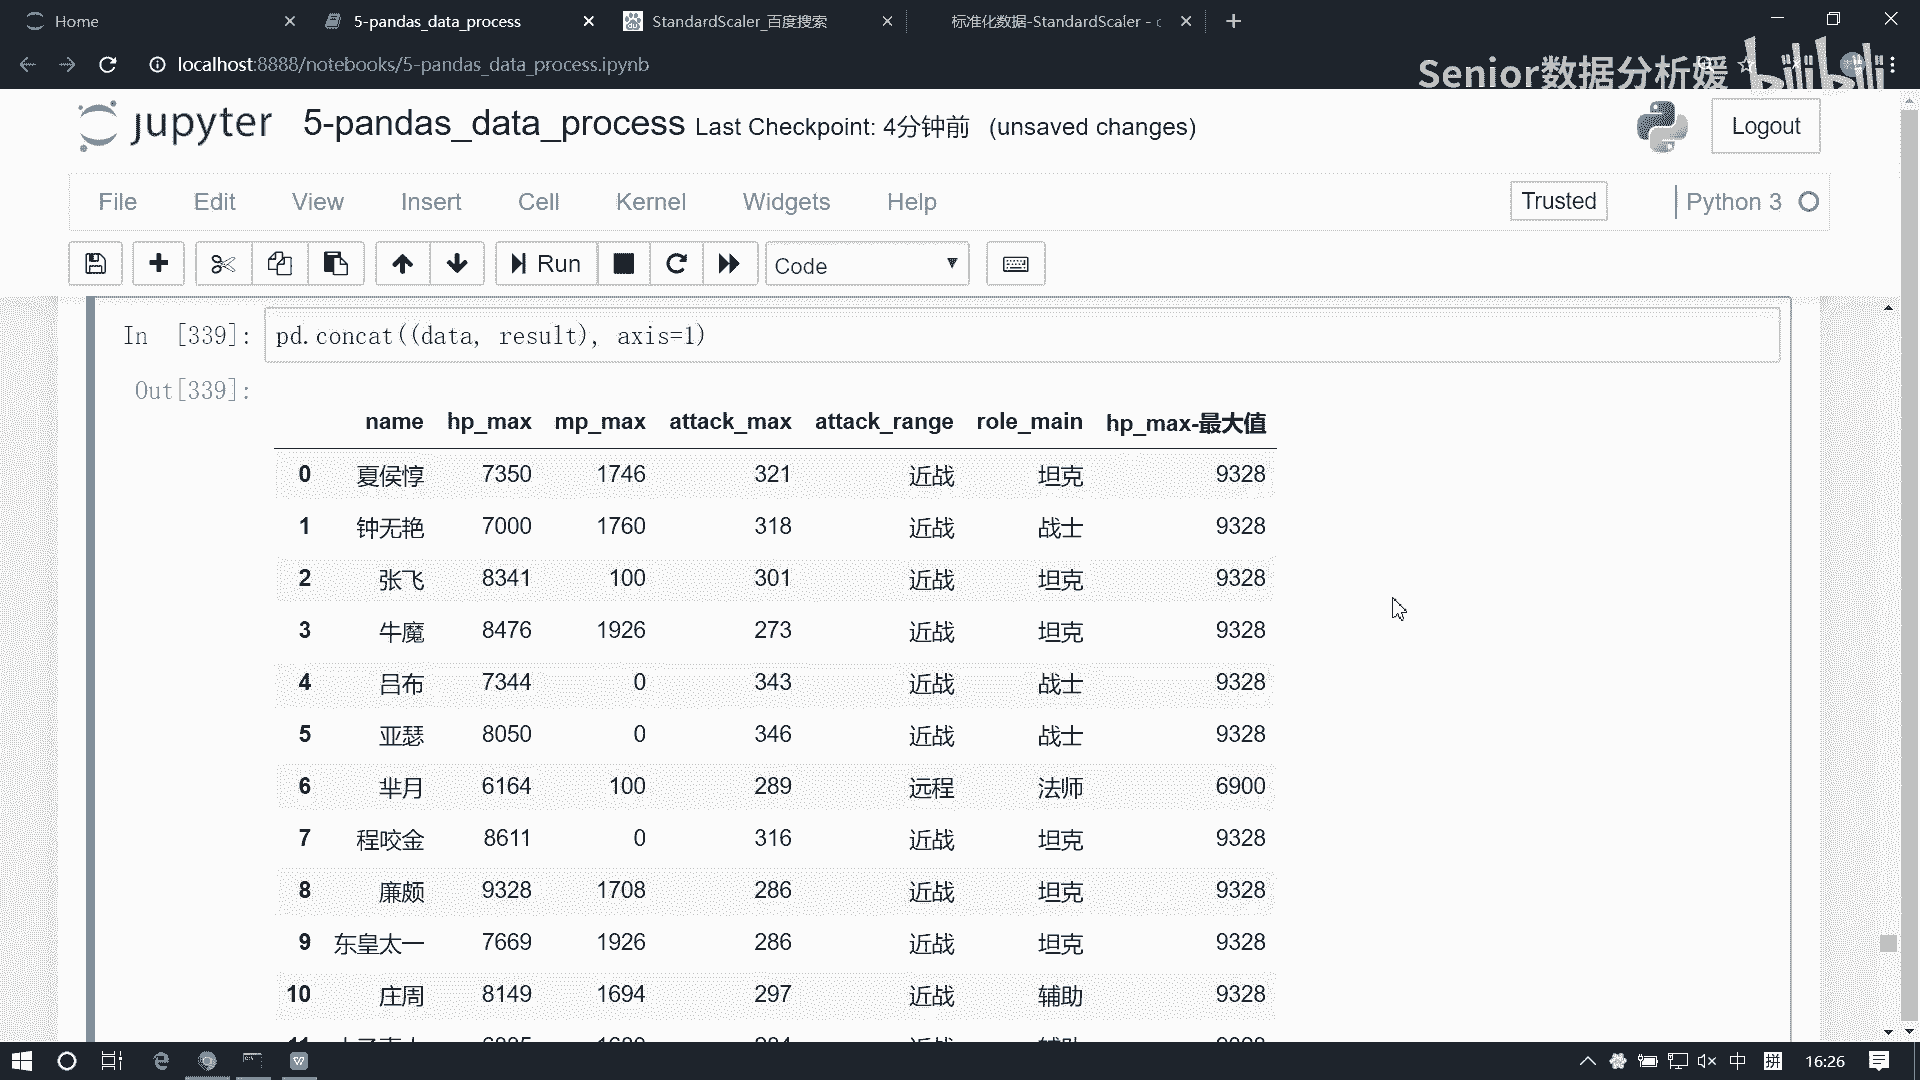 Home
5-pandas_data_process
StandardScaler_百度搜索
标准化数据-StandardScaler - c
localhost:8888/notebooks/5-pandas_data_process.ipynb
Senior数据分析媛 bilibili
jupyter 5-pandas_data_process Last Checkpoint: 4分钟前 (unsaved changes)
Logout
File Edit View Insert Cell Kernel Widgets Help
Trusted
Python 3
Run
Code
In [339]: pd.concat((data, result), axis=1)
Out[339]:
name hp_max mp_max attack_max attack_range role_main hp_max-最大值
0 夏侯惇 7350 1746 321 近战 坦克 9328
1 钟无艳 7000 1760 318 近战 战士 9328
2 张飞 8341 100 301 近战 坦克 9328
3 牛魔 8476 1926 273 近战 坦克 9328
4 吕布 7344 0 343 近战 战士 9328
5 亚瑟 8050 0 346 近战 战士 9328
6 芈月 6164 100 289 远程 法师 6900
7 程咬金 8611 0 316 近战 坦克 9328
8 廉颇 9328 1708 286 近战 坦克 9328
9 东皇太一 7669 1926 286 近战 坦克 9328
10 庄周 8149 1694 297 近战 辅助 9328
中
拼
16:26